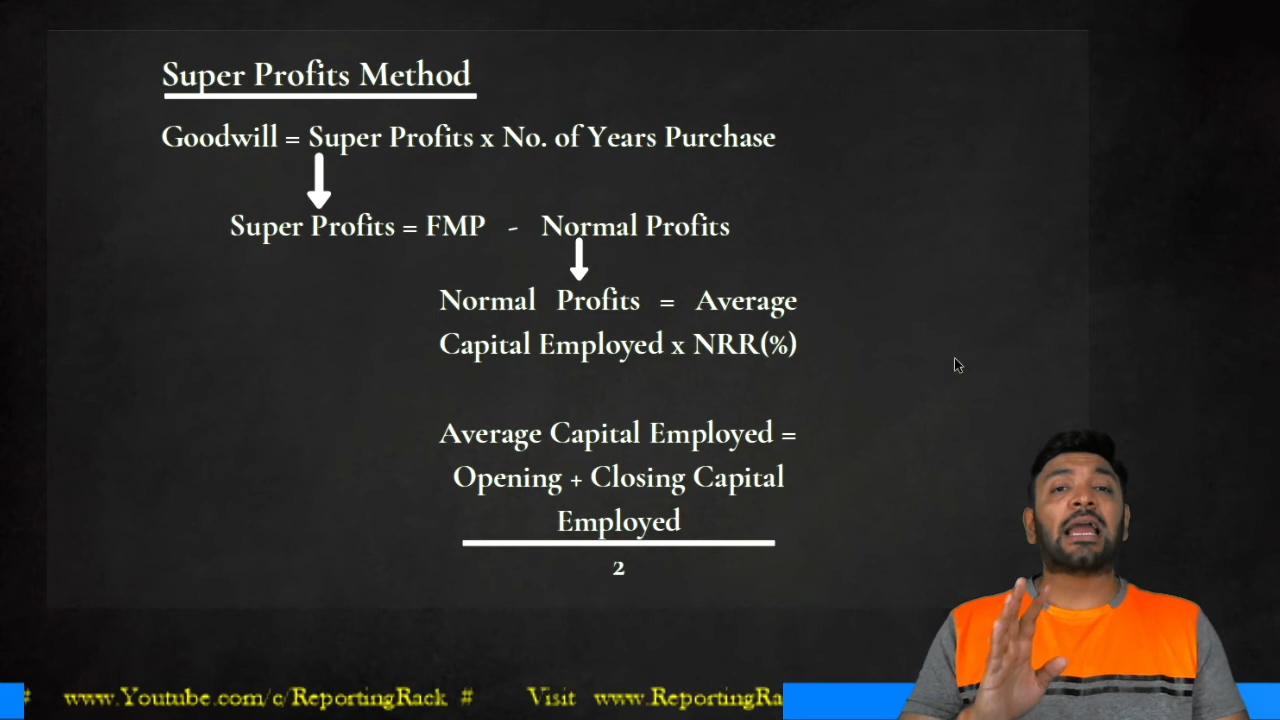 Super Profits Method
Goodwill = Super Profits x No. of Years Purchase
Super Profits = FMP - Normal Profits
Normal Profits = Average
Capital Employed x NRR(%)
Average Capital Employed =
Opening + Closing Capital
Employed
2
# www.Youtube.com/c/ReportingRack # Visit www.ReportingRa